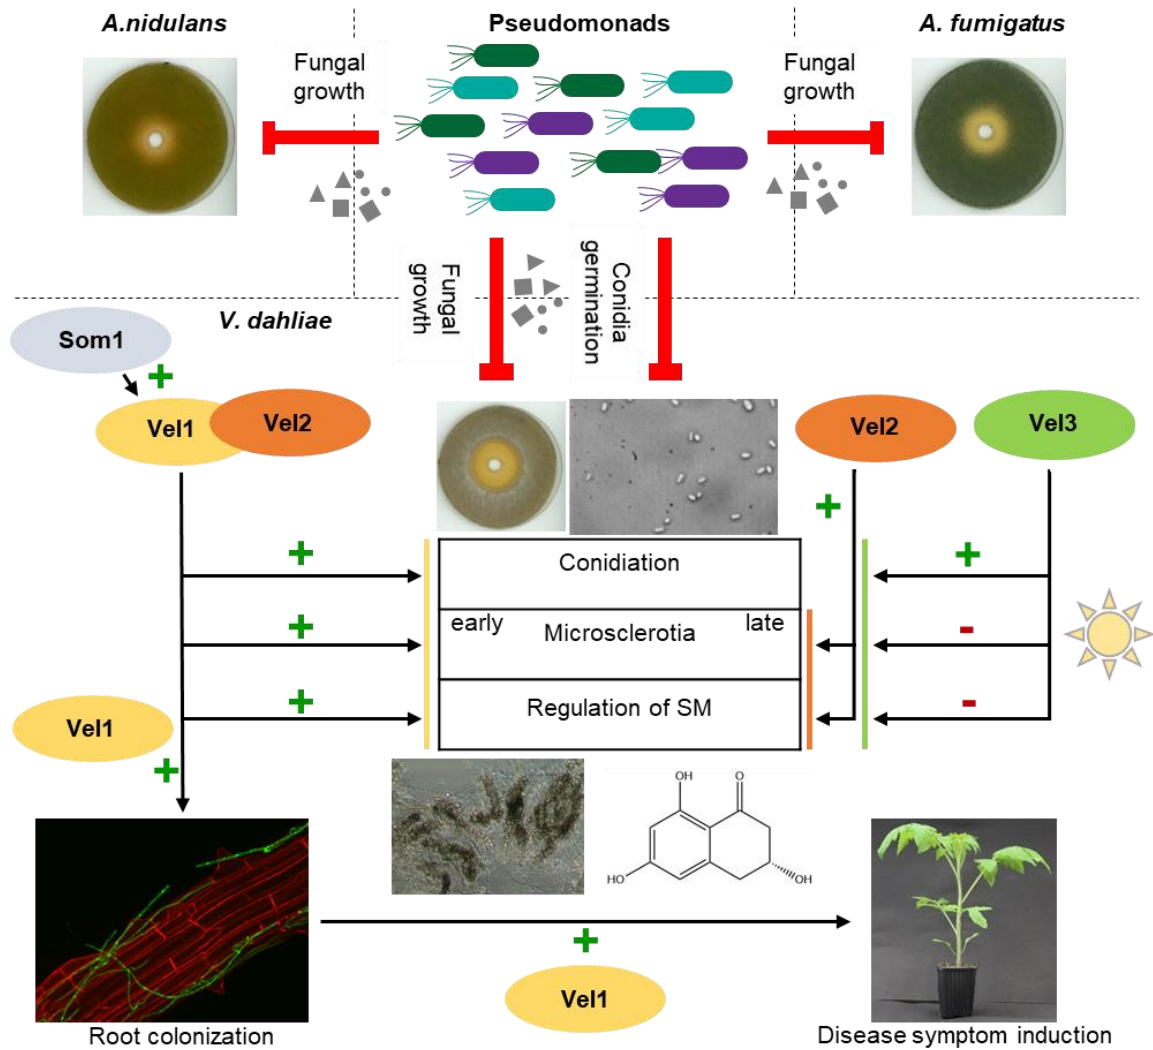 A.nidulans
Pseudomonads
A. fumigatus
Fungal
growth
Fungal
growth
Fungal
growth
Conidia
germination
V. dahliae
Som1
+
Vel1
Vel2
Vel2
Vel3
+
+
Conidiation
+
+
early
Microsclerotia
late
-
+
Regulation of SM
-
Vel1
+
OH
O
HO
OH
+
Vel1
Root colonization
Disease symptom induction